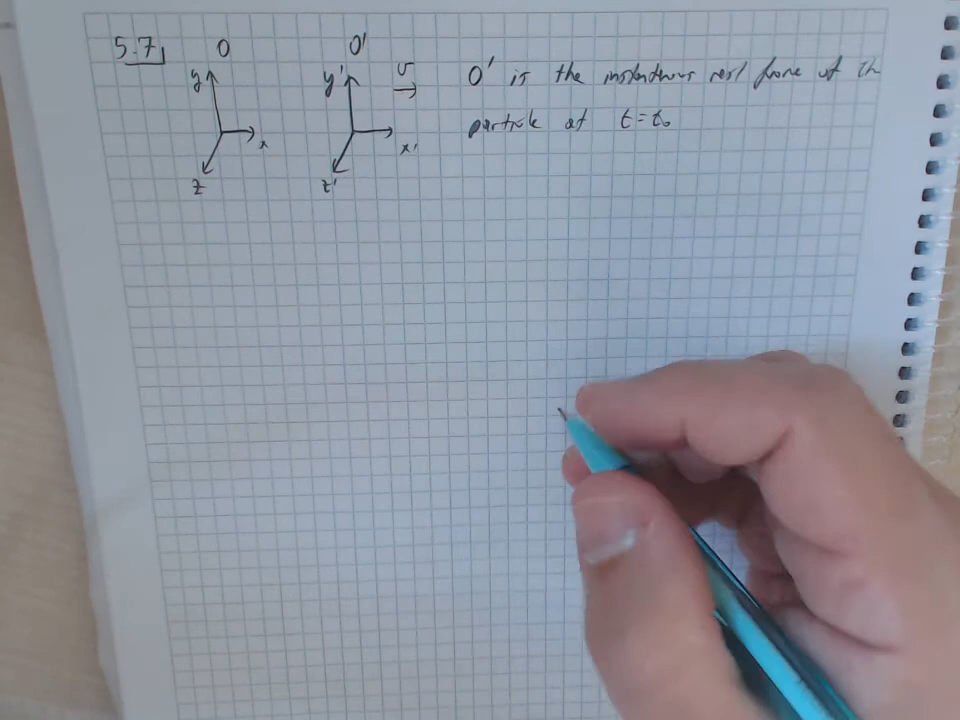 5.7
O O'
y y' v O' is the instantaneous rest frame of the
x x' particle at t=t₀
z z'